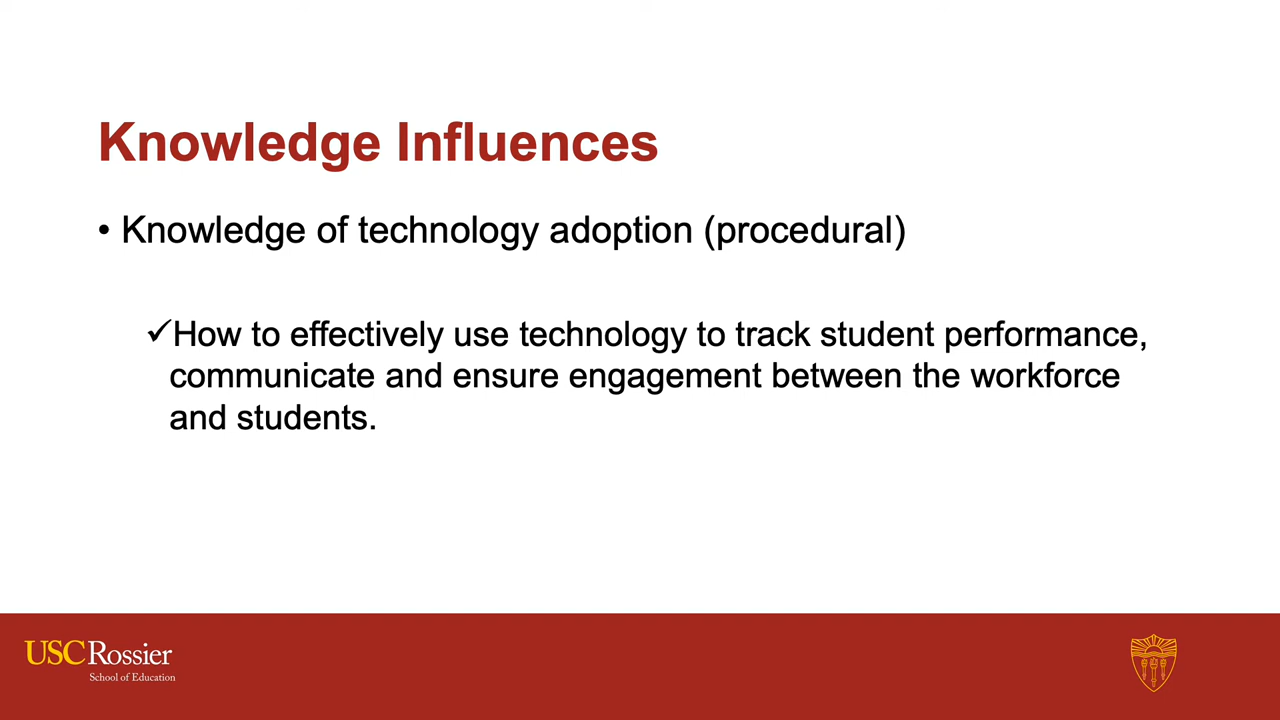 Knowledge Influences
• Knowledge of technology adoption (procedural)
✓How to effectively use technology to track student performance,
communicate and ensure engagement between the workforce
and students.
USC Rossier
School of Education